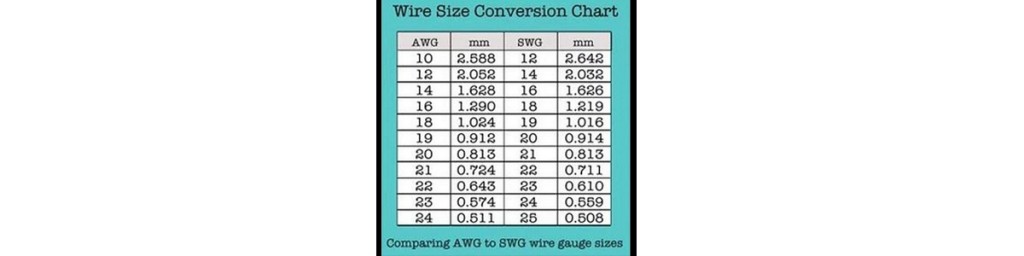 Wire Size Conversion Chart
AWG mm SWG mm
10 2.588 12 2.642
12 2.052 14 2.032
14 1.628 16 1.626
16 1.290 18 1.219
18 1.024 19 1.016
19 0.912 20 0.914
20 0.813 21 0.813
21 0.724 22 0.711
22 0.643 23 0.610
23 0.574 24 0.559
24 0.511 25 0.508
Comparing AWG to SWG wire gauge sizes